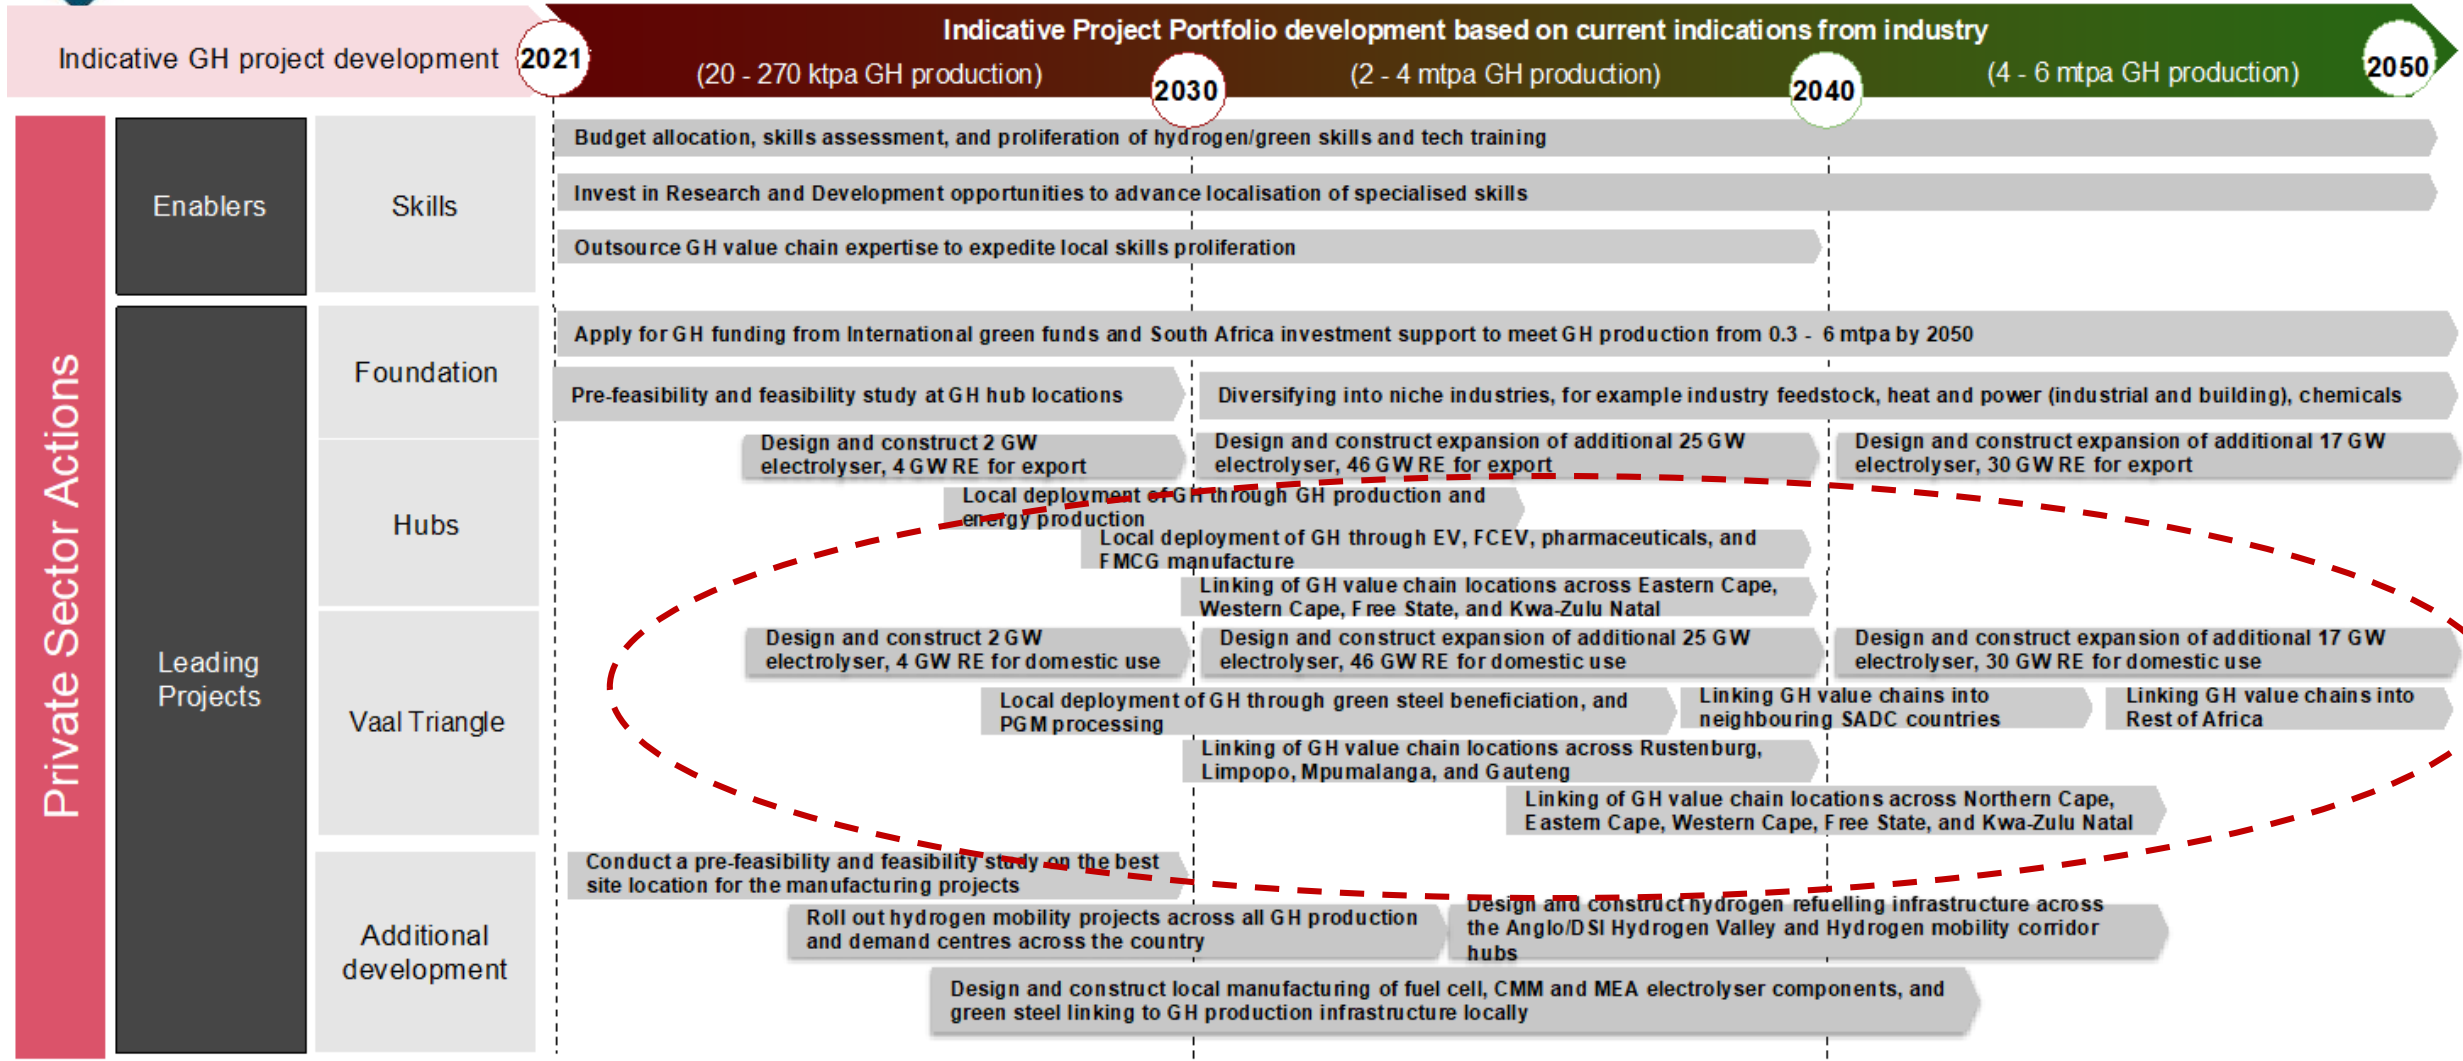 Indicative Project Portfolio development based on current indications from industry
Indicative GH project development
2021
(20 - 270 ktpa GH production)
2030
(2 - 4 mtpa GH production)
2040
(4 - 6 mtpa GH production)
2050
Private Sector Actions
Enablers
Skills
Budget allocation, skills assessment, and proliferation of hydrogen/green skills and tech training
Invest in Research and Development opportunities to advance localisation of specialised skills
Outsource GH value chain expertise to expedite local skills proliferation
Leading
Projects
Foundation
Apply for GH funding from International green funds and South Africa investment support to meet GH production from 0.3 - 6 mtpa by 2050
Pre-feasibility and feasibility study at GH hub locations
Diversifying into niche industries, for example industry feedstock, heat and power (industrial and building), chemicals
Hubs
Design and construct 2 GW
electrolyser, 4 GW RE for export
Design and construct expansion of additional 25 GW
electrolyser, 46 GW RE for export
Design and construct expansion of additional 17 GW
electrolyser, 30 GW RE for export
Local deployment of GH through GH production and
energy production
Local deployment of GH through EV, FCEV, pharmaceuticals, and
FMCG manufacture
Linking of GH value chain locations across Eastern Cape,
Western Cape, Free State, and Kwa-Zulu Natal
Vaal Triangle
Design and construct 2 GW
electrolyser, 4 GW RE for domestic use
Design and construct expansion of additional 25 GW
electrolyser, 46 GW RE for domestic use
Design and construct expansion of additional 17 GW
electrolyser, 30 GW RE for domestic use
Local deployment of GH through green steel beneficiation, and
PGM processing
Linking GH value chains into
neighbouring SADC countries
Linking GH value chains into
Rest of Africa
Linking of GH value chain locations across Rustenburg,
Limpopo, Mpumalanga, and Gauteng
Linking of GH value chain locations across Northern Cape,
Eastern Cape, Western Cape, Free State, and Kwa-Zulu Natal
Additional
development
Conduct a pre-feasibility and feasibility study on the best
site location for the manufacturing projects
Roll out hydrogen mobility projects across all GH production
and demand centres across the country
Design and construct hydrogen refuelling infrastructure across
the Anglo/DSI Hydrogen Valley and Hydrogen mobility corridor
hubs
Design and construct local manufacturing of fuel cell, CMM and MEA electrolyser components, and
green steel linking to GH production infrastructure locally